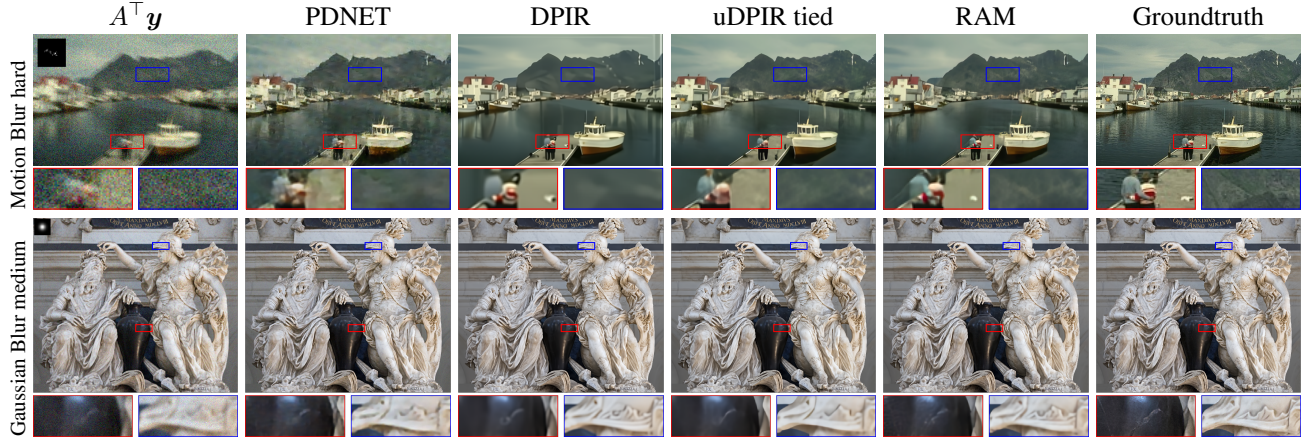 A⊤ y PDNET DPIR uDPIR tied RAM Groundtruth
Motion Blur hard
Gaussian Blur medium